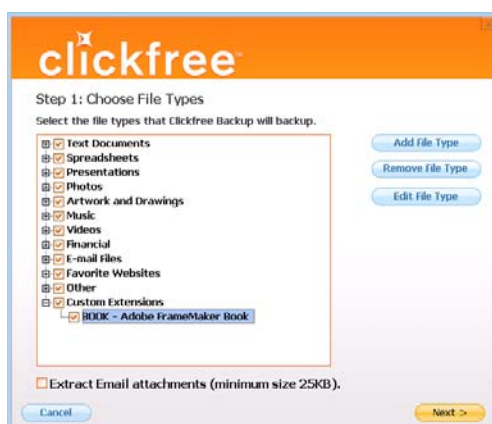 clickfree™
Step 1: Choose File Types
Select the file types that Clickfree Backup will backup.
Text Documents
Spreadsheets
Presentations
Photos
Artwork and Drawings
Music
Videos
Financial
E-mail Files
Favorite Websites
Other
Custom Extensions
BOOK - Adobe FrameMaker Book
Add File Type
Remove File Type
Edit File Type
Extract Email attachments (minimum size 25KB).
Cancel
Next >